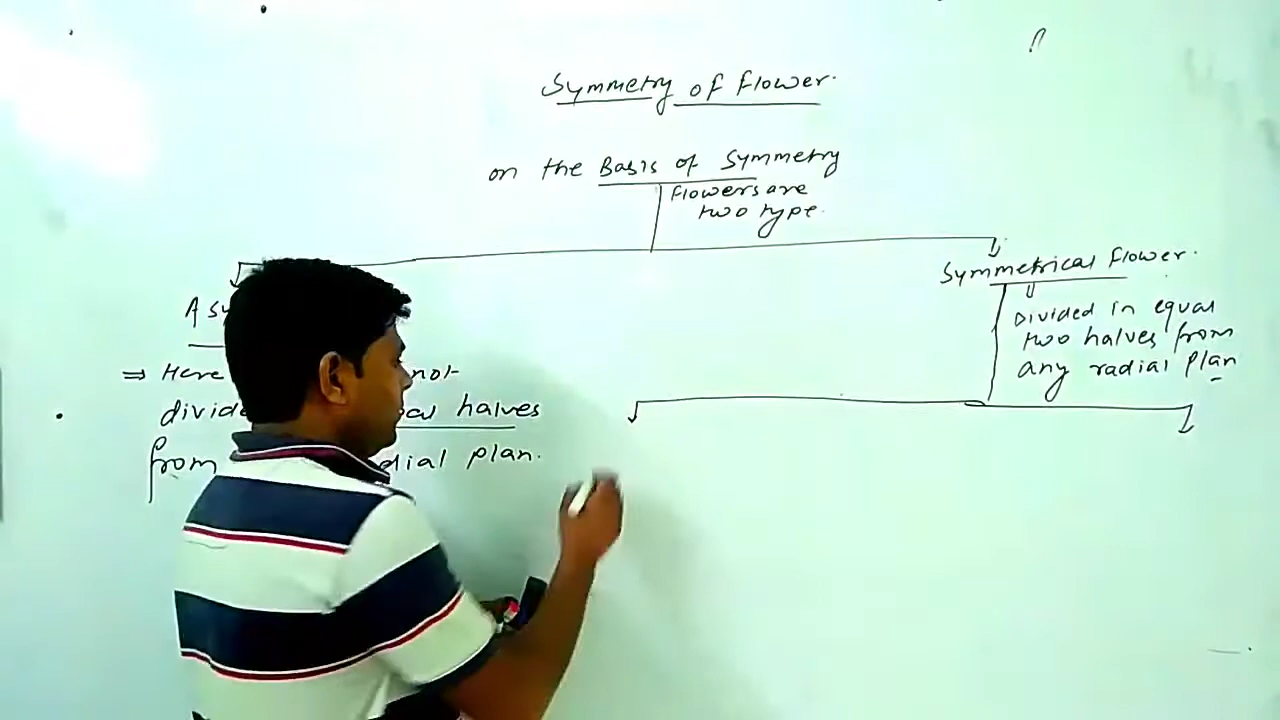 Symmetry of Flower.
on the Basis of Symmetry
Flowers are
two type.
Symmetrical Flower.
Divided in equal
two halves from
any radial plan
⇒ Here not
divide halves
from plan.